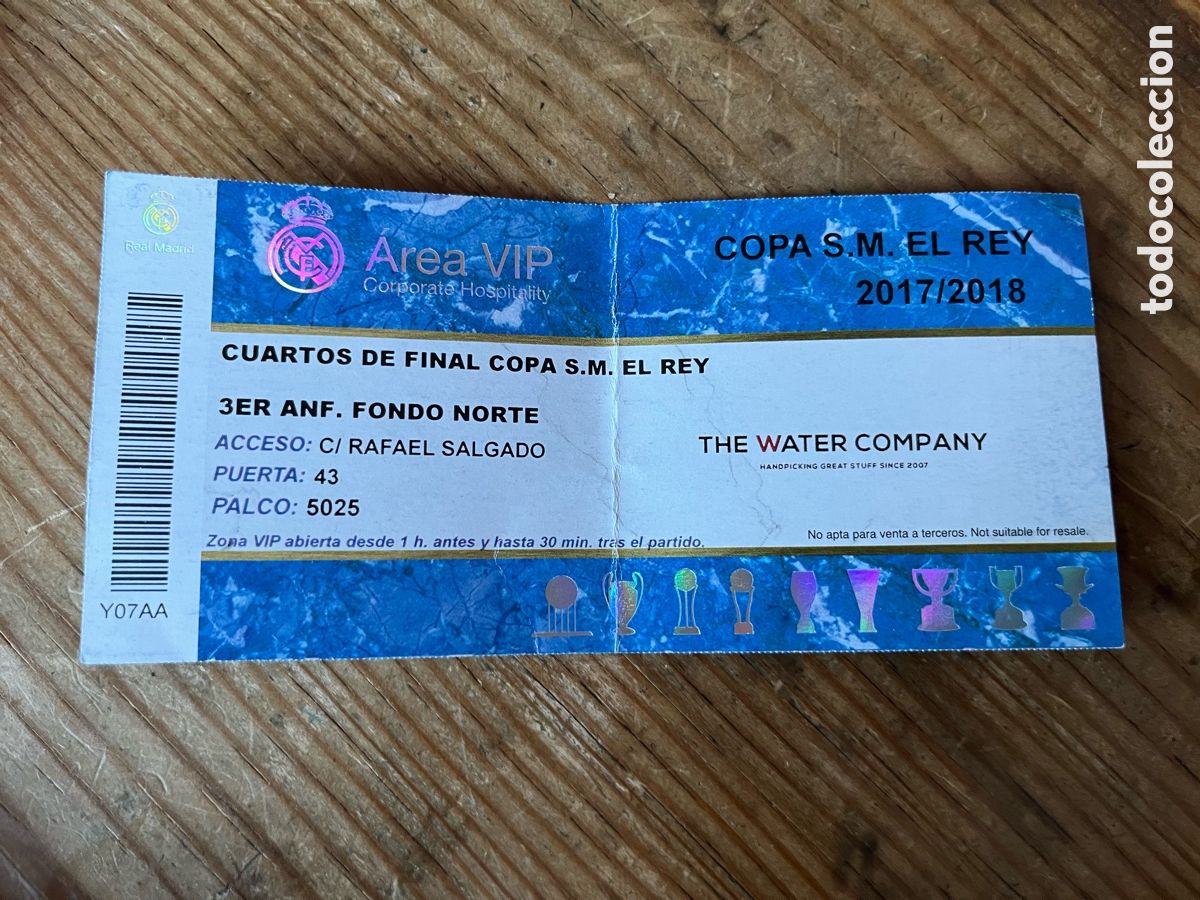 Real Madrid
Y07AA
Área VIP
Corporate Hospitality
COPA S.M. EL REY
2017/2018
CUARTOS DE FINAL COPA S.M. EL REY
3ER ANF. FONDO NORTE
ACCESO: C/ RAFAEL SALGADO
PUERTA: 43
PALCO: 5025
Zona VIP abierta desde 1 h. antes y hasta 30 min. tras el partido.
THE WATER COMPANY
HANDPICKING GREAT STUFF SINCE 2007
No apta para venta a terceros. Not suitable for resale.
todocoleccion